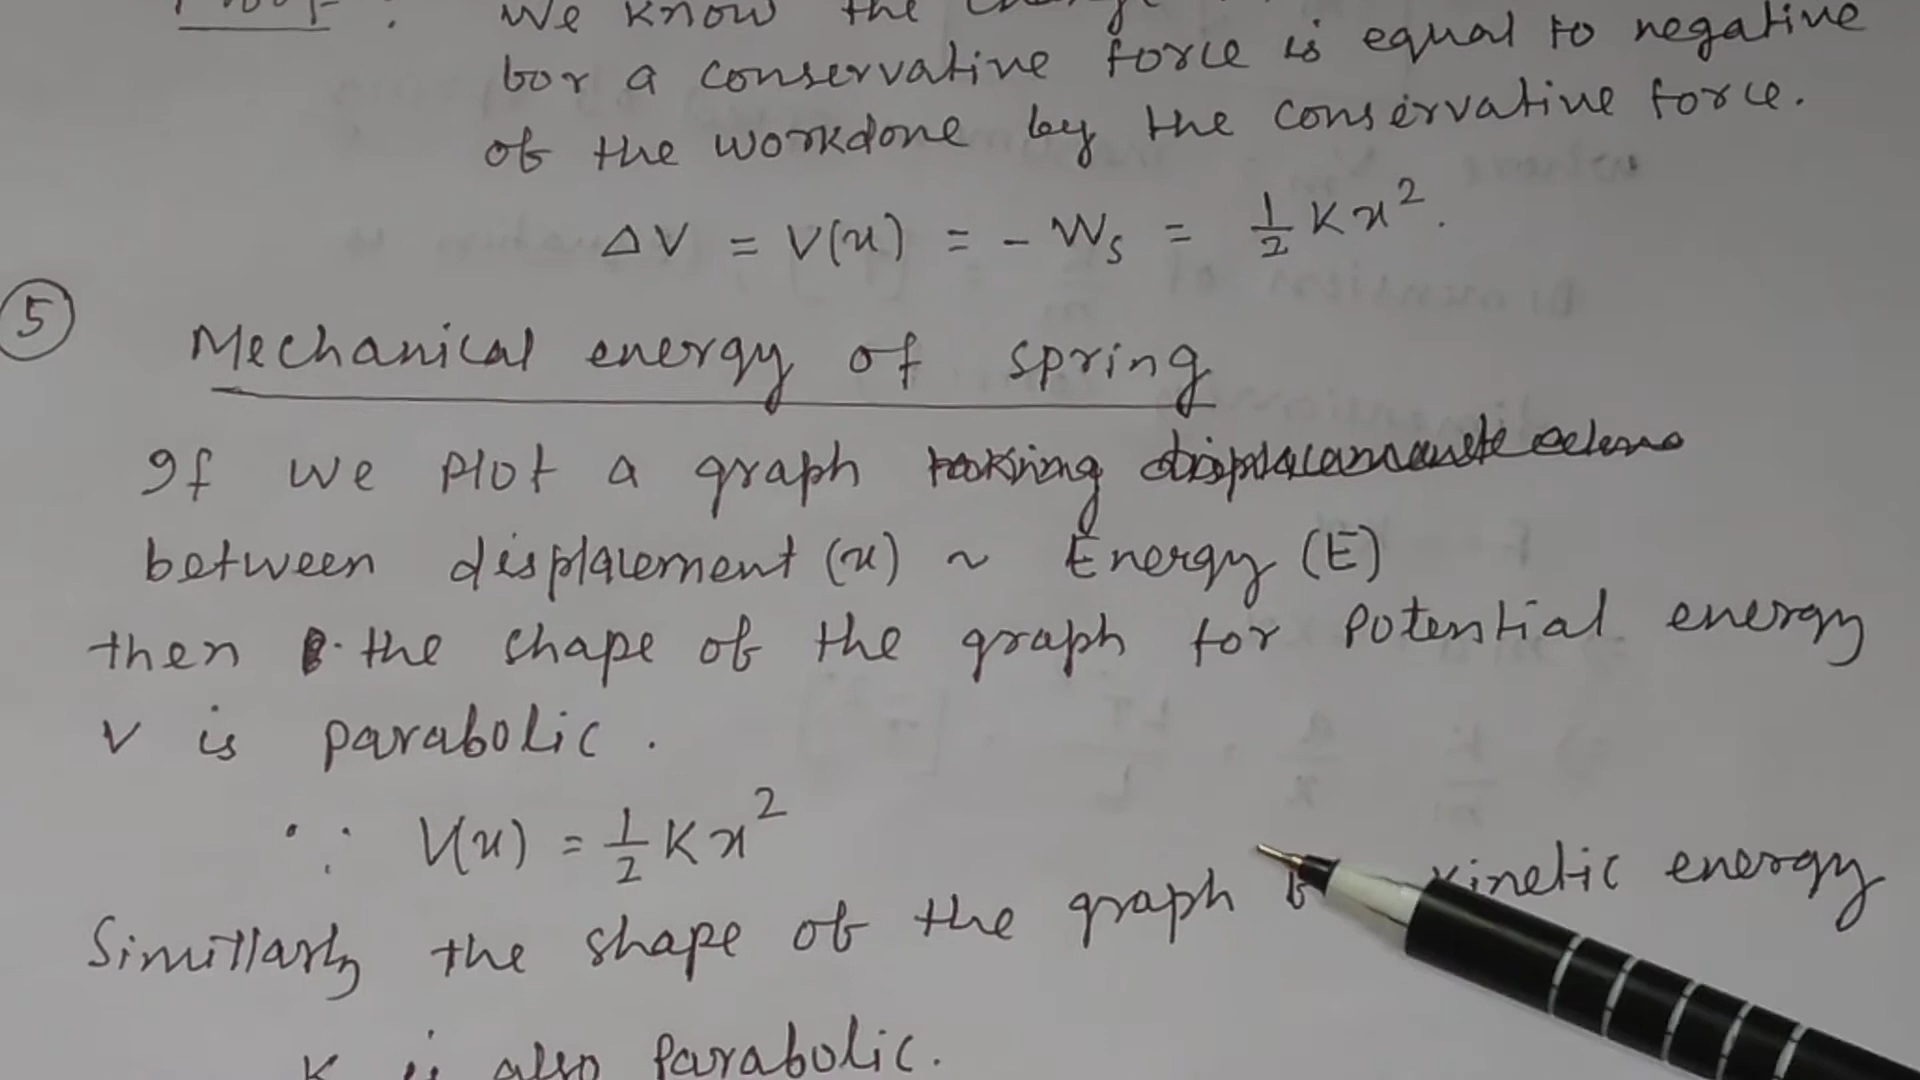 We know the
for a conservative force is equal to negative
of the workdone by the conservative force.
ΔV = V(x) = - Ws = 1/2 Kx².
5
Mechanical energy of spring
If we plot a graph
between displacement (x) ~ Energy (E)
then the shape of the graph for potential energy
V is parabolic.
∵ V(x) = 1/2 Kx²
Simillarly the shape of the graph kinetic energy
K is also parabolic.